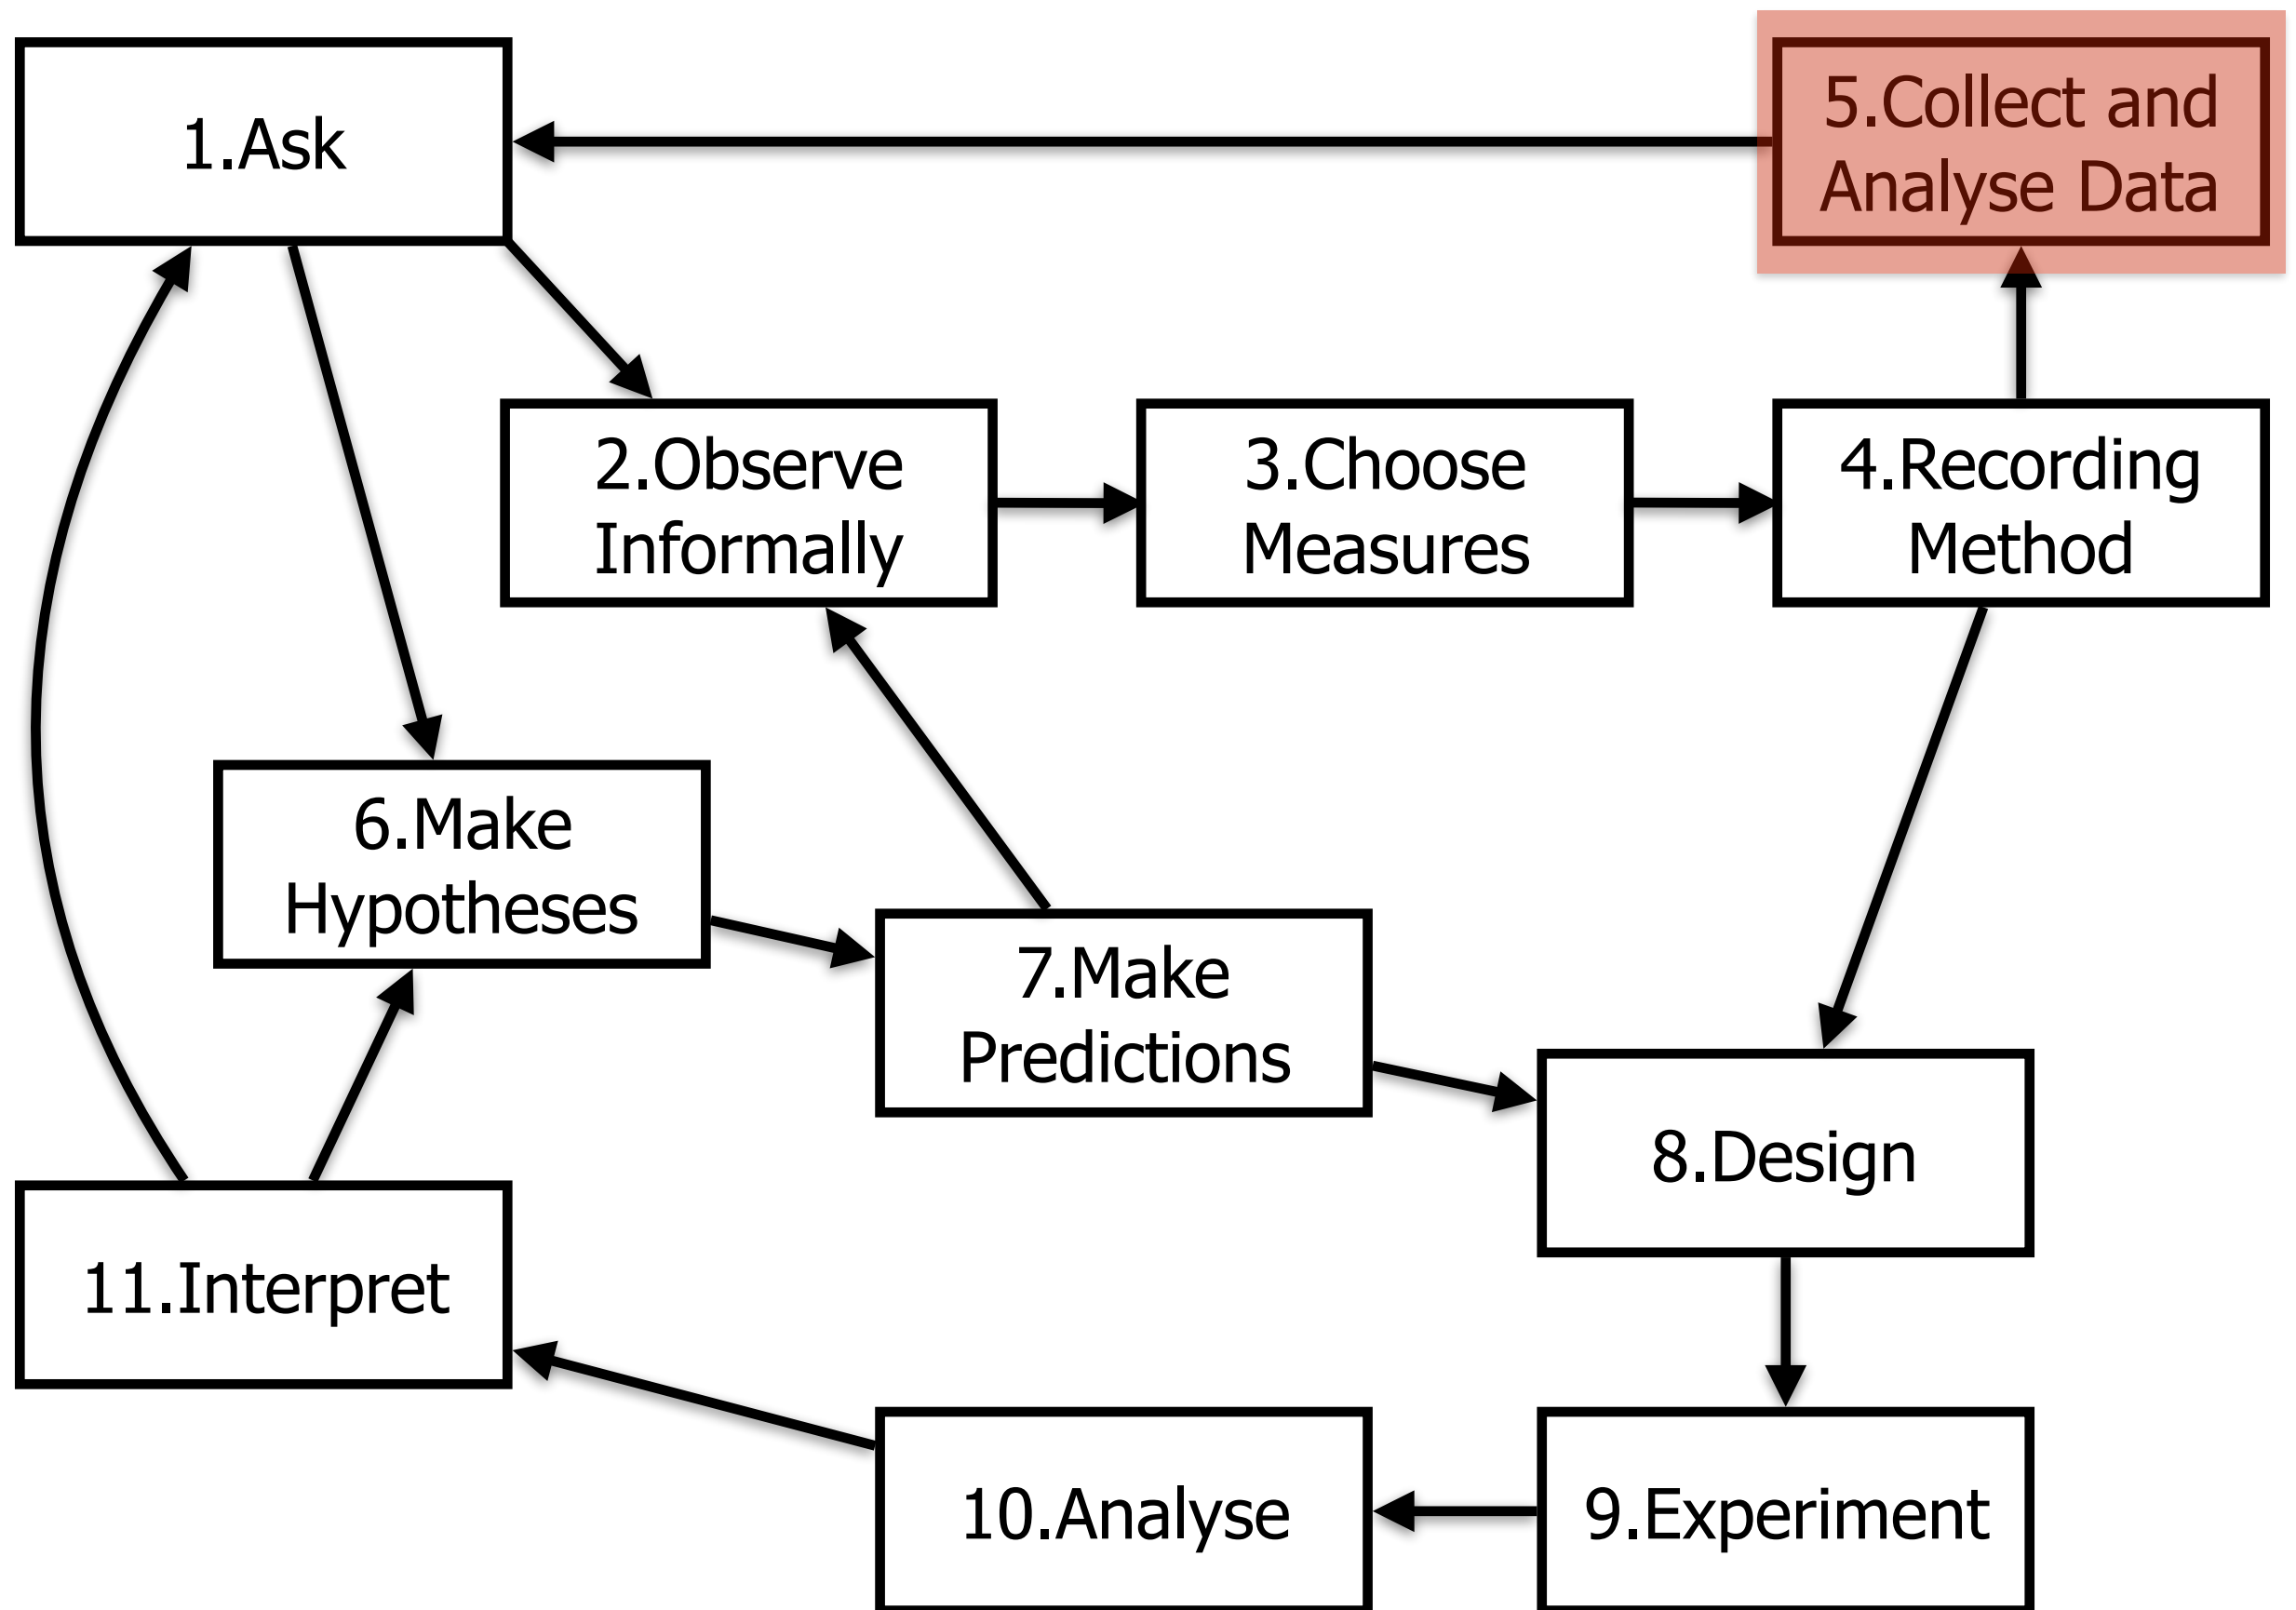 1.Ask
5.Collect and
Analyse Data
2.Observe
Informally
3.Choose
Measures
4.Recording
Method
6.Make
Hypotheses
7.Make
Predictions
8.Design
11.Interpret
10.Analyse
9.Experiment